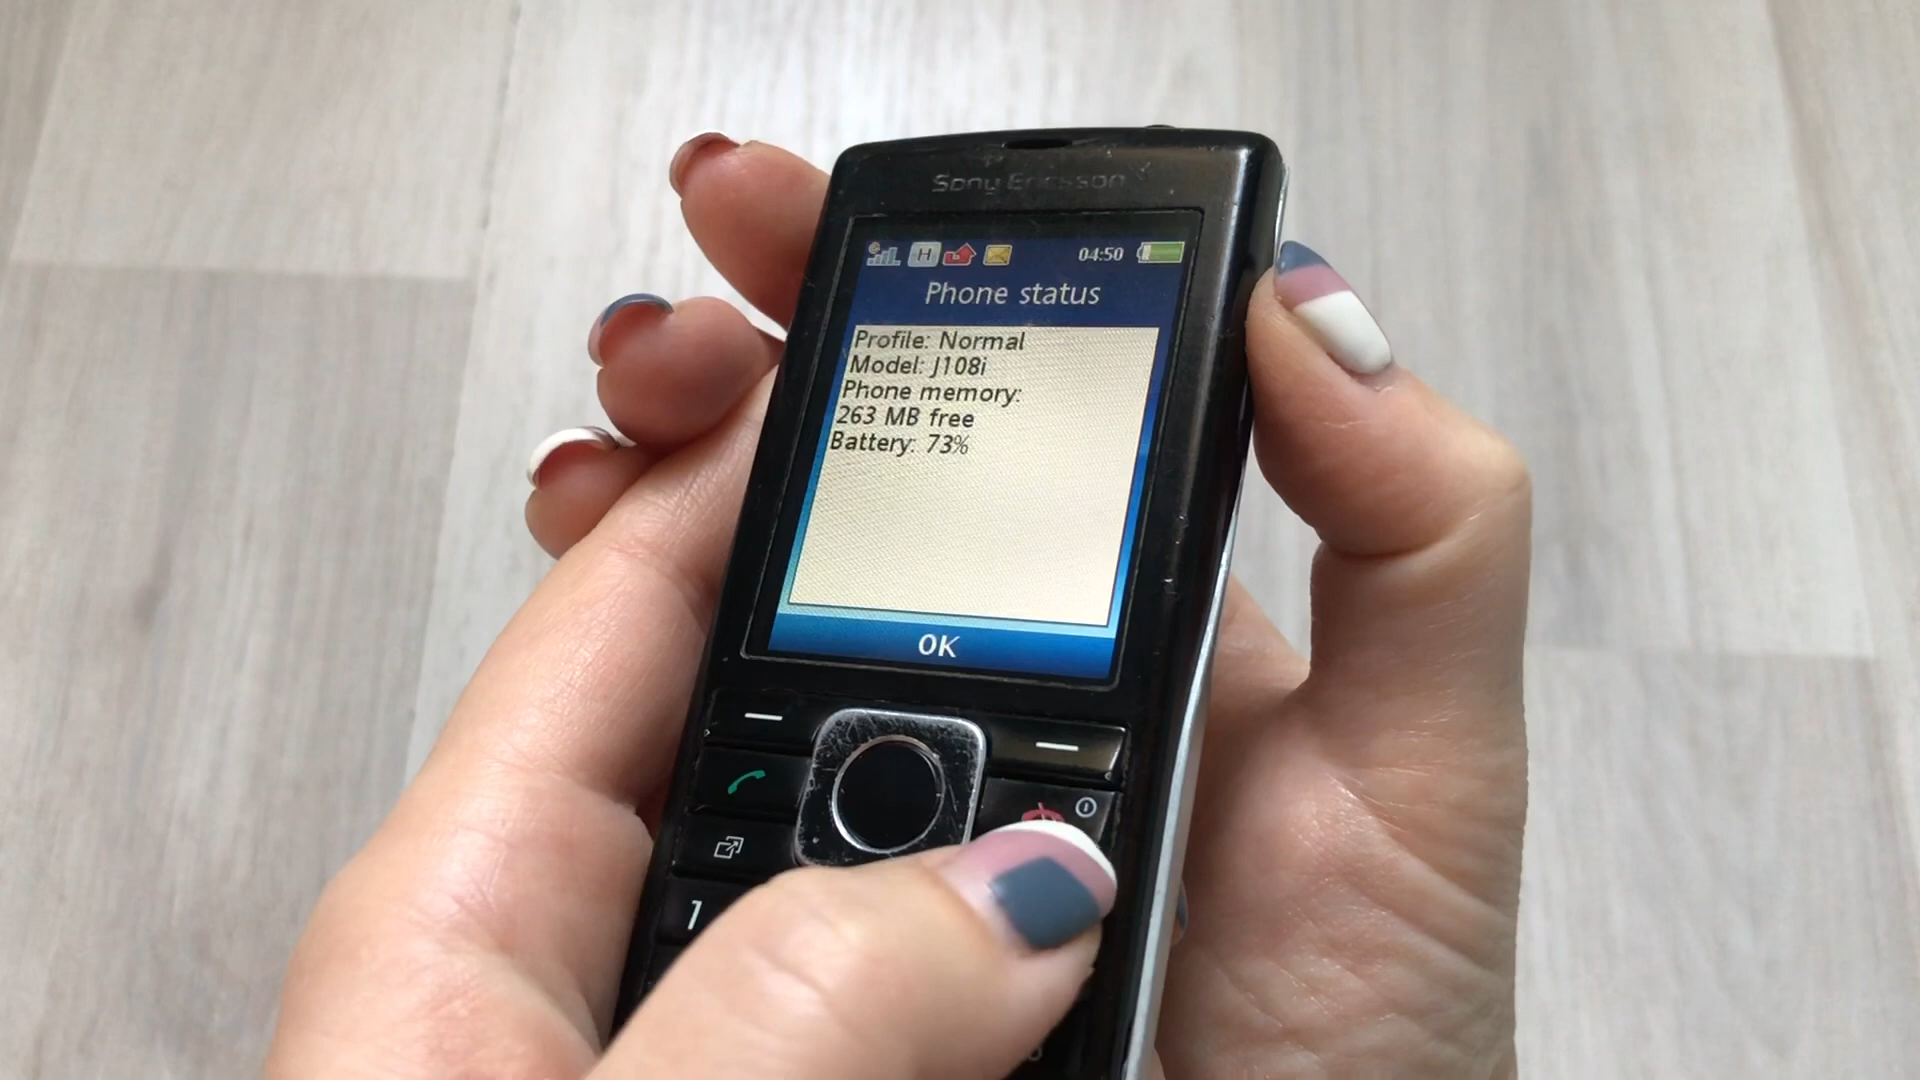 Sony Ericsson
H
04:50
Phone status
Profile: Normal
Model: J108i
Phone memory:
263 MB free
Battery: 73%
OK
1